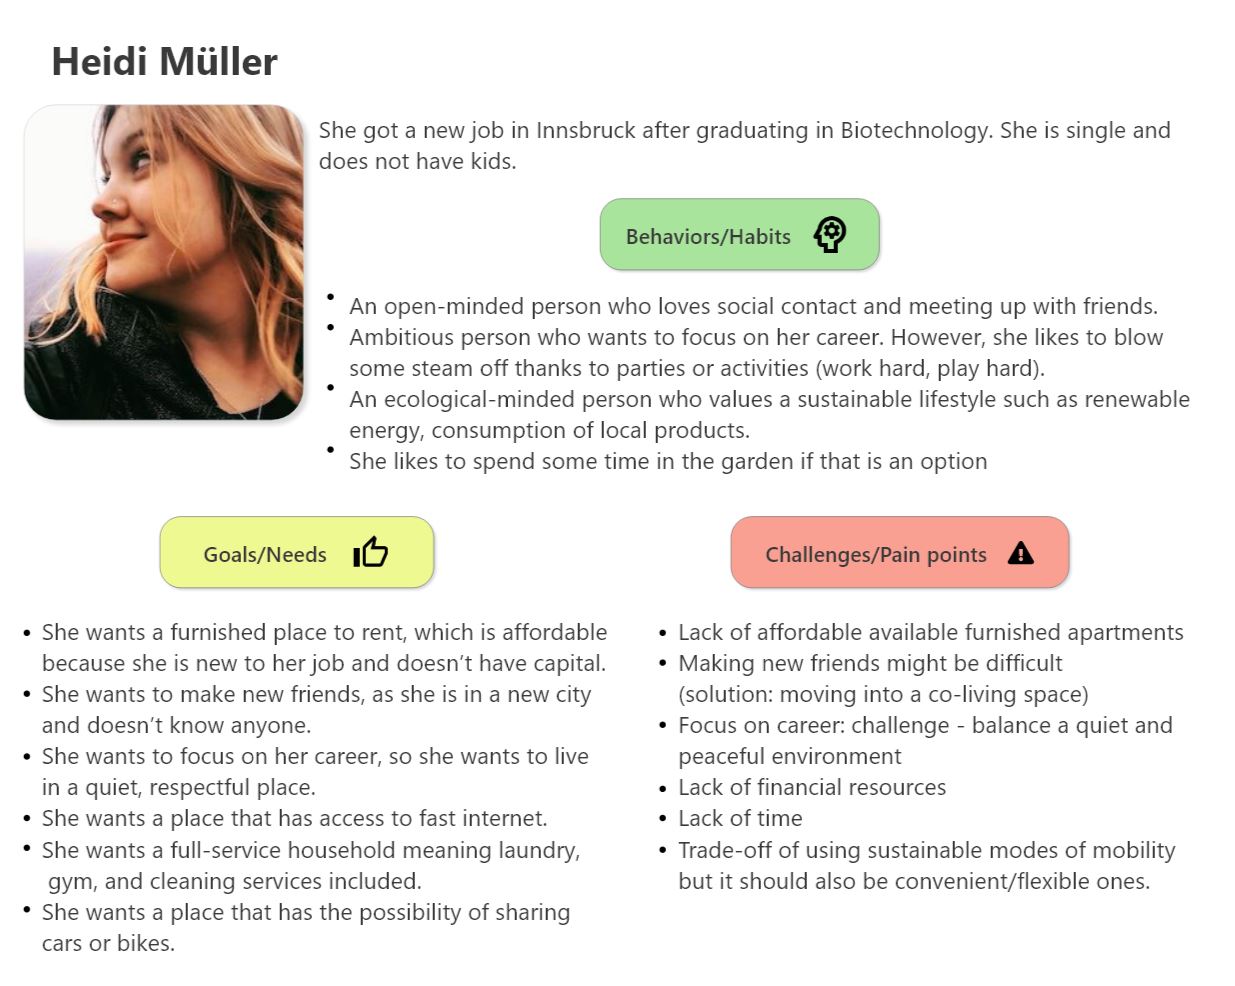 Heidi Müller
She got a new job in Innsbruck after graduating in Biotechnology. She is single and
does not have kids.
Behaviors/Habits
• An open-minded person who loves social contact and meeting up with friends.
• Ambitious person who wants to focus on her career. However, she likes to blow
some steam off thanks to parties or activities (work hard, play hard).
• An ecological-minded person who values a sustainable lifestyle such as renewable
energy, consumption of local products.
• She likes to spend some time in the garden if that is an option
Goals/Needs
• She wants a furnished place to rent, which is affordable
because she is new to her job and doesn’t have capital.
• She wants to make new friends, as she is in a new city
and doesn’t know anyone.
• She wants to focus on her career, so she wants to live
in a quiet, respectful place.
• She wants a place that has access to fast internet.
• She wants a full-service household meaning laundry,
gym, and cleaning services included.
• She wants a place that has the possibility of sharing
cars or bikes.
Challenges/Pain points
• Lack of affordable available furnished apartments
• Making new friends might be difficult
(solution: moving into a co-living space)
• Focus on career: challenge - balance a quiet and
peaceful environment
• Lack of financial resources
• Lack of time
• Trade-off of using sustainable modes of mobility
but it should also be convenient/flexible ones.